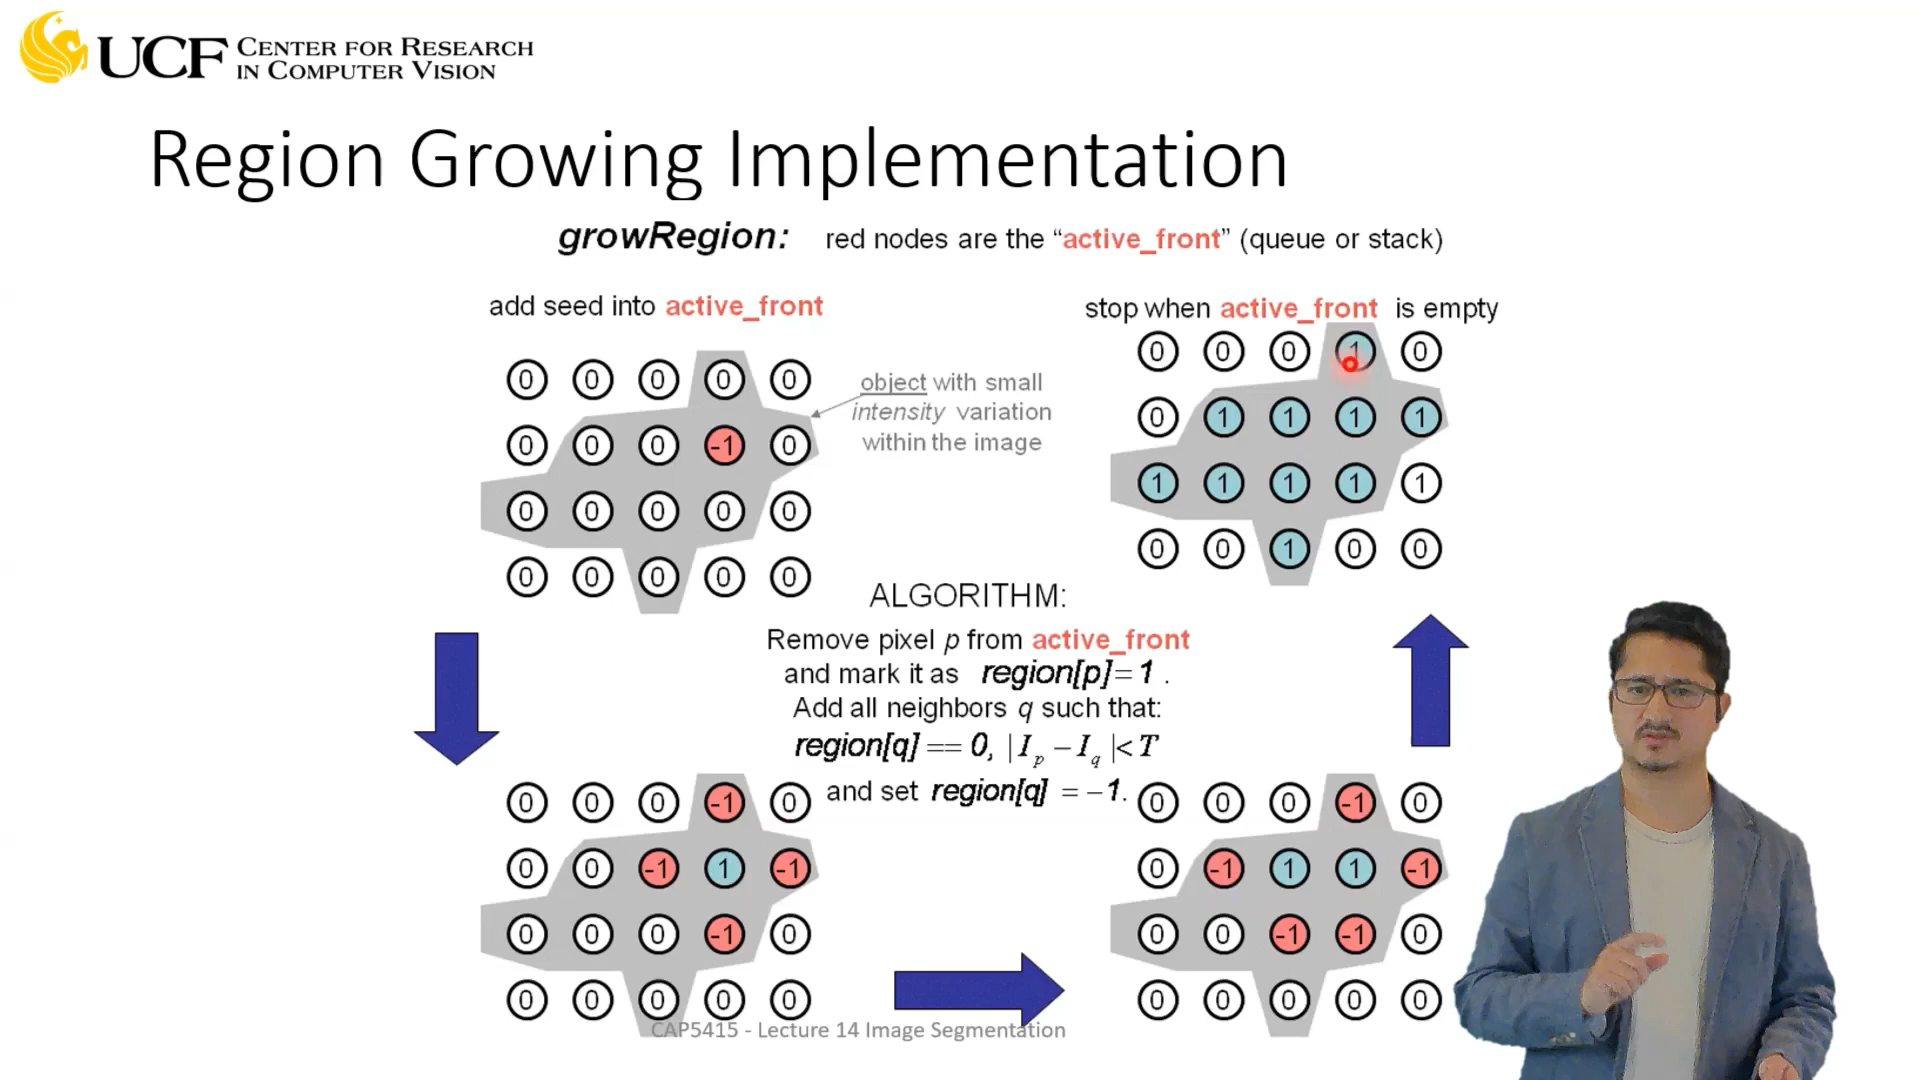 UCF CENTER FOR RESEARCH
IN COMPUTER VISION
Region Growing Implementation
growRegion: red nodes are the “active_front” (queue or stack)
add seed into active_front
0 0 0 0 0
0 0 0 -1 0
0 0 0 0 0
0 0 0 0 0
object with small
intensity variation
within the image
stop when active_front is empty
0 0 0 1 0
0 1 1 1 1
1 1 1 1 1
0 0 1 0 0
ALGORITHM:
Remove pixel p from active_front
and mark it as region[p]=1 .
Add all neighbors q such that:
region[q] == 0, |I_p − I_q |< T
and set region[q] = −1.
0 0 0 -1 0
0 0 -1 1 -1
0 0 0 -1 0
0 0 0 0 0
0 0 0 -1 0
0 -1 1 1 -1
0 0 -1 -1 0
0 0 0 0 0
CAP5415 - Lecture 14 Image Segmentation